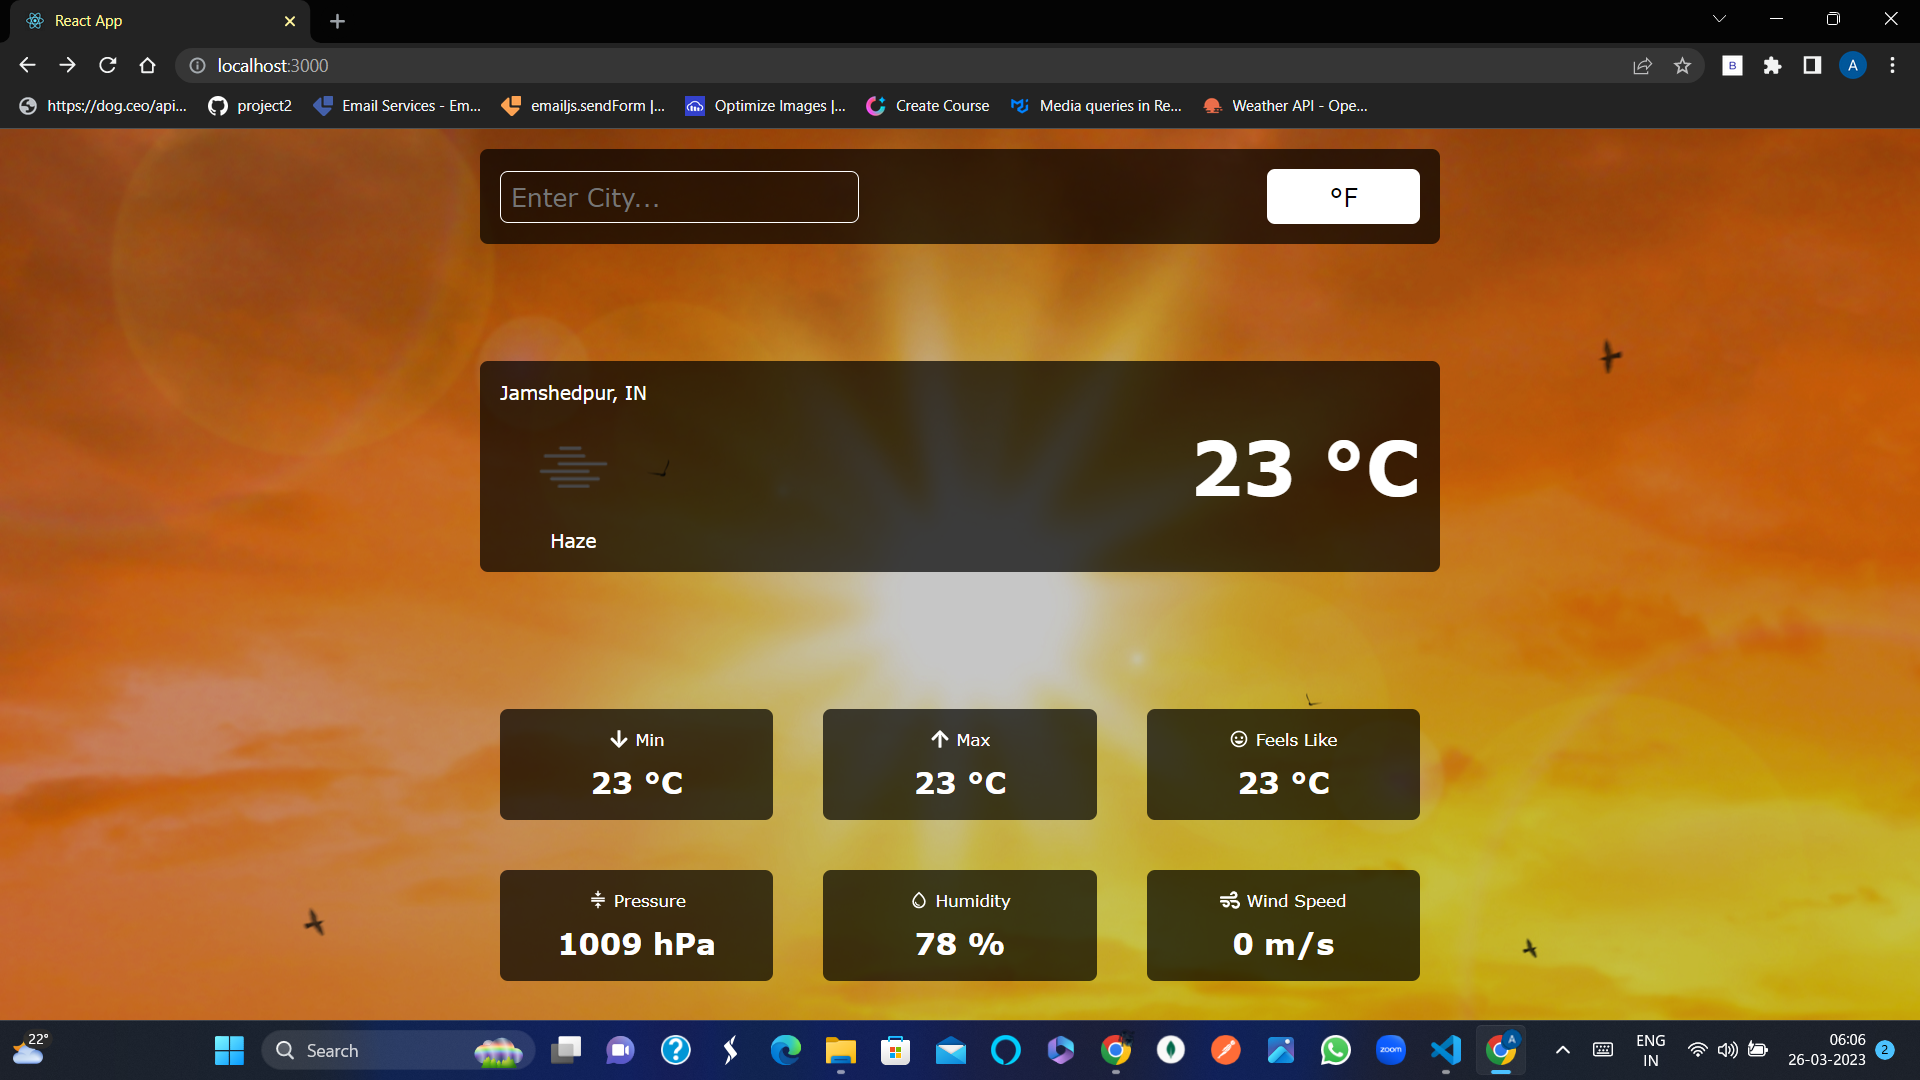 React App
localhost:3000
B
A
https://dog.ceo/api...
project2
Email Services - Em...
emailjs.sendForm |...
Optimize Images |...
Create Course
Media queries in Re...
Weather API - Ope...
Enter City...
°F
Jamshedpur, IN
23 °C
Haze
Min
23 °C
Max
23 °C
Feels Like
23 °C
Pressure
1009 hPa
Humidity
78 %
Wind Speed
0 m/s
22°
Search
zoom
A
ENG
IN
06:06
26-03-2023
2